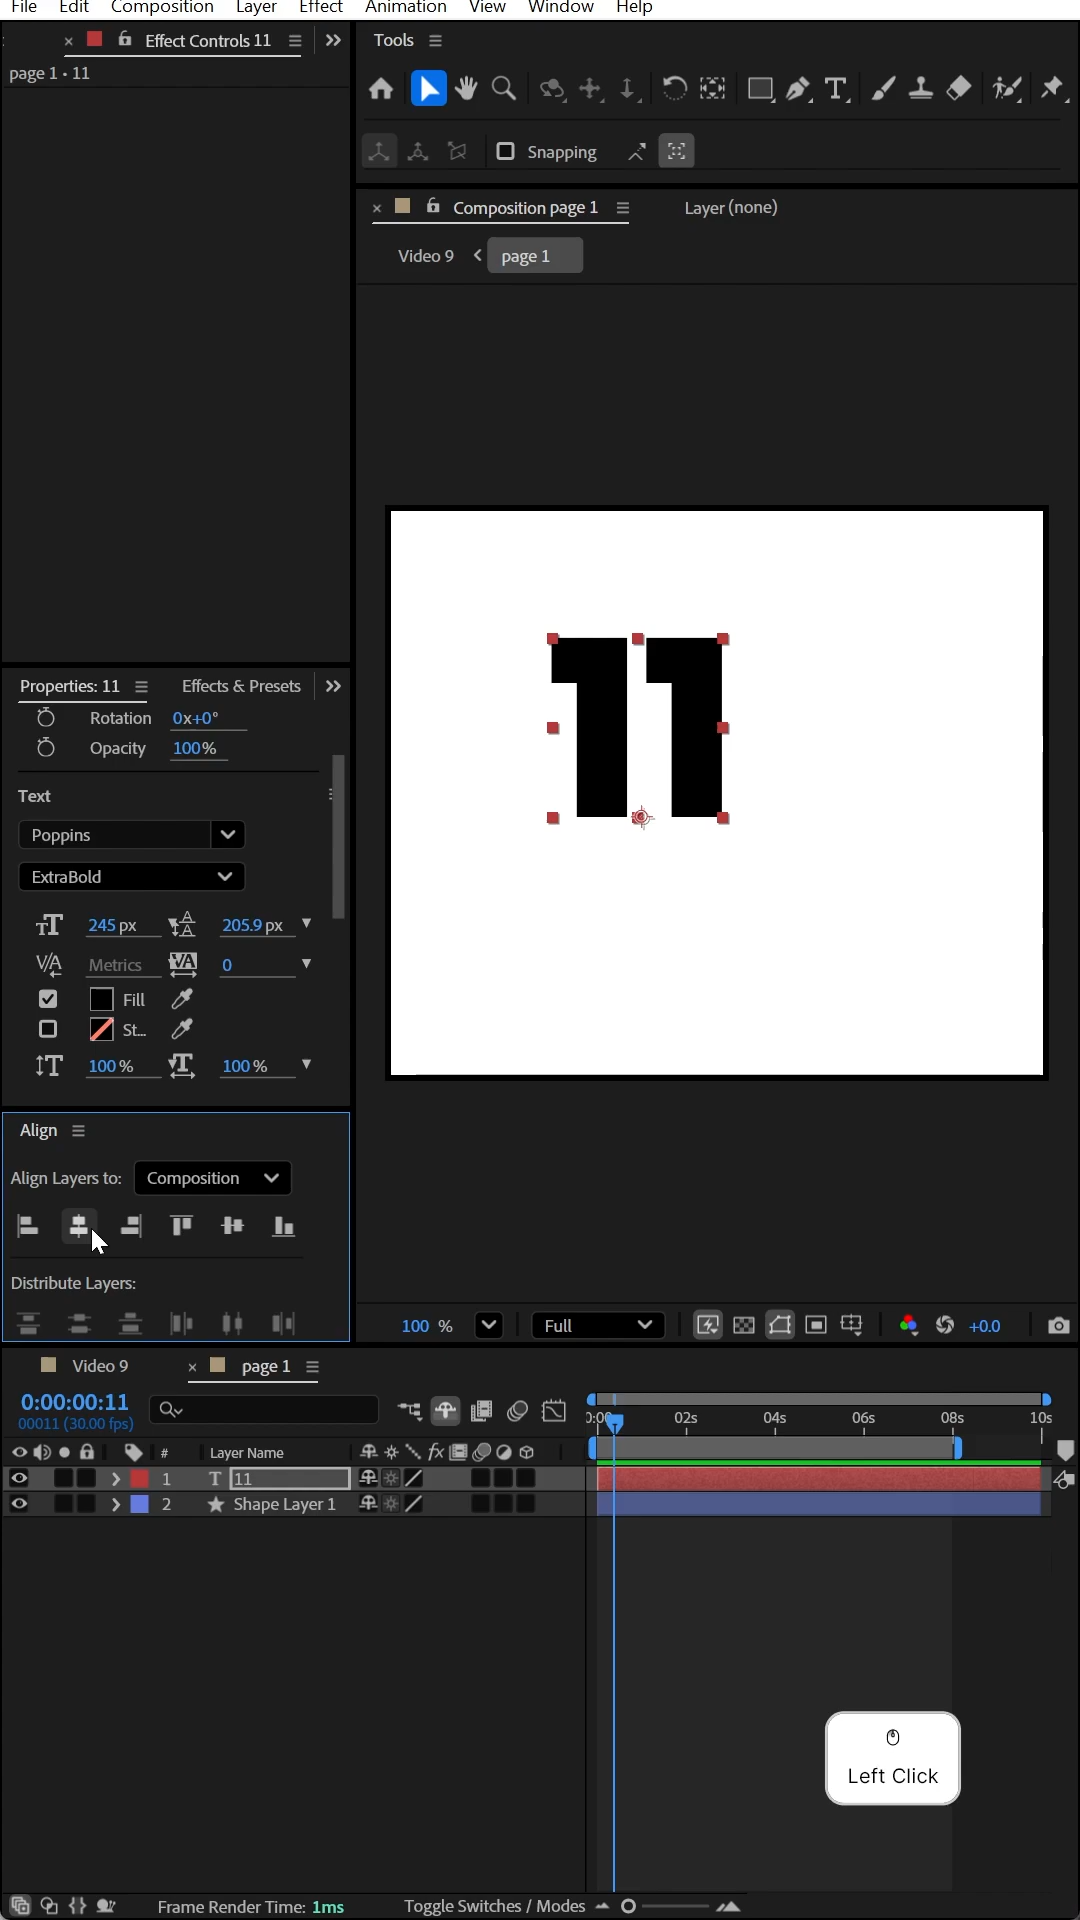 File Edit Composition Layer Effect Animation View Window Help
Effect Controls 11
Tools
page 1 • 11
Snapping
Composition page 1
Layer (none)
Video 9
page 1
11
Properties: 11
Effects & Presets
Rotation 0x+0°
Opacity 100%
Text
Poppins
ExtraBold
245 px 205.9 px
Metrics 0
Fill
St...
100 % 100 %
Align
Align Layers to: Composition
Distribute Layers:
100 % Full +0.0
Video 9
page 1
0:00:00:11
00011 (30.00 fps)
02s 04s 06s 08s 10s
# Layer Name
1 T 11
2 Shape Layer 1
Left Click
Frame Render Time: 1ms
Toggle Switches / Modes